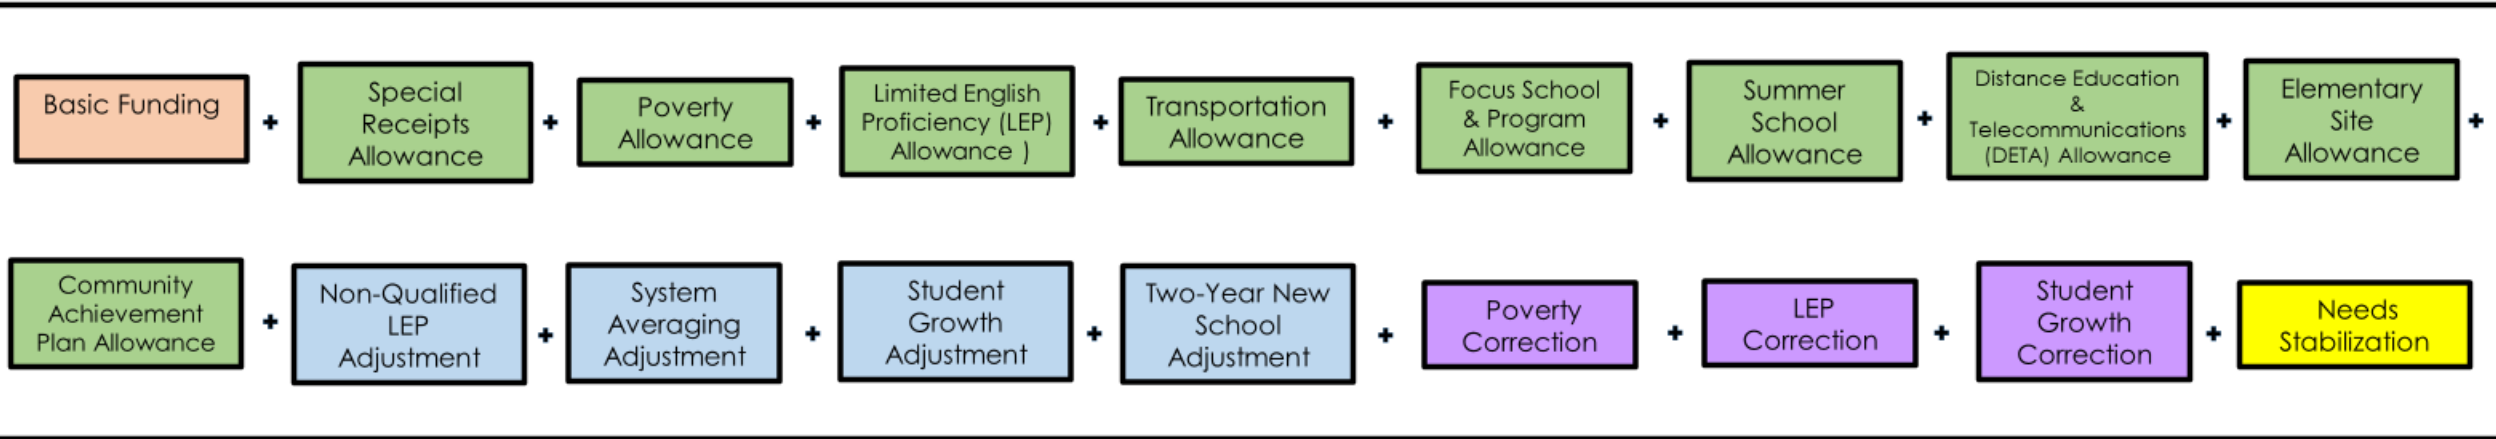 Basic Funding
+
Special
Receipts
Allowance
+
Poverty
Allowance
+
Limited English
Proficiency (LEP)
Allowance )
+
Transportation
Allowance
+
Focus School
& Program
Allowance
+
Summer
School
Allowance
+
Distance Education
&
Telecommunications
(DETA) Allowance
+
Elementary
Site
Allowance
+
Community
Achievement
Plan Allowance
+
Non-Qualified
LEP
Adjustment
+
System
Averaging
Adjustment
+
Student
Growth
Adjustment
+
Two-Year New
School
Adjustment
+
Poverty
Correction
+
LEP
Correction
+
Student
Growth
Correction
+
Needs
Stabilization